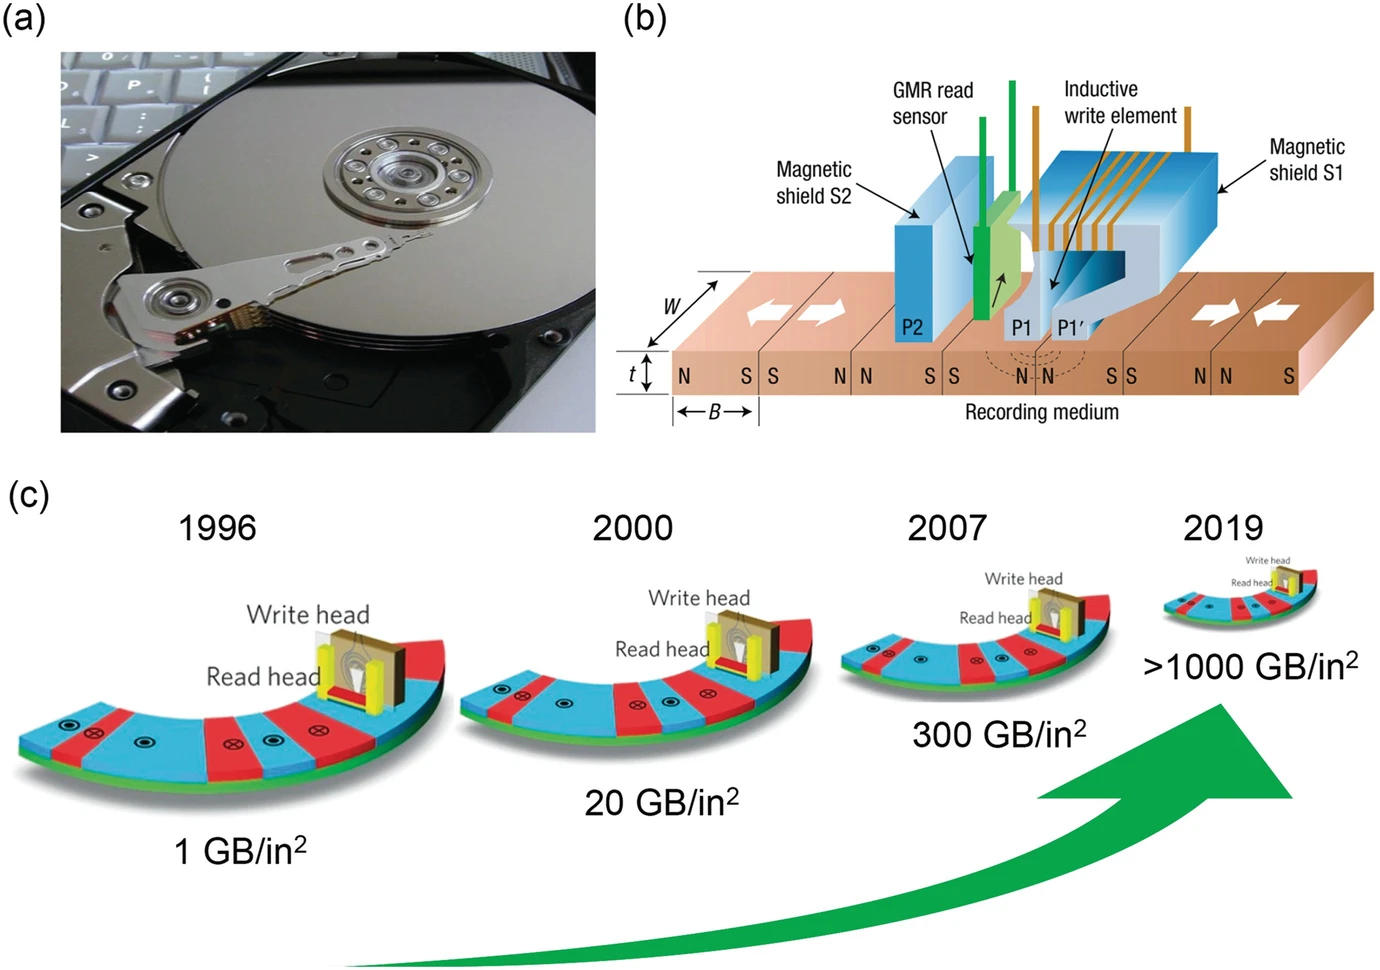 (a)
0
-
P
{
L
:
>
(b)
GMR read
sensor
Inductive
write element
Magnetic
shield S2
Magnetic
shield S1
W
P2
P1
P1′
t
N S S N N S S N N S S N N S
B
Recording medium
(c)
1996
2000
2007
2019
Write head
Read head
Write head
Read head
Write head
Read head
Write head
Read head
1 GB/in²
20 GB/in²
300 GB/in²
>1000 GB/in²